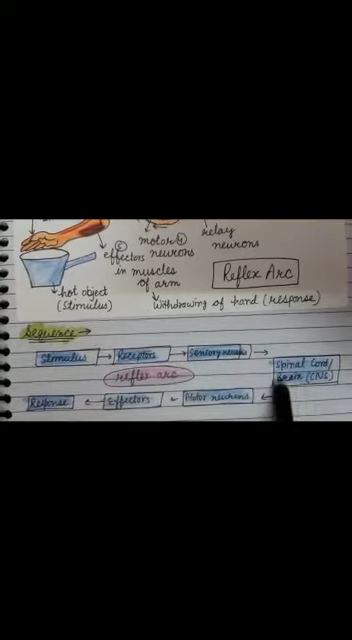 motor neurons
relay neurons
effectors in muscles of arm
hot object (Stimulus)
Reflex Arc
Withdrawing of hand (response)
Sequence →
Stimulus → Receptors → Sensory neurons →
Spinal Cord/
Brain (CNS)
reflex arc
Response ← Effectors ← Motor neurons ←